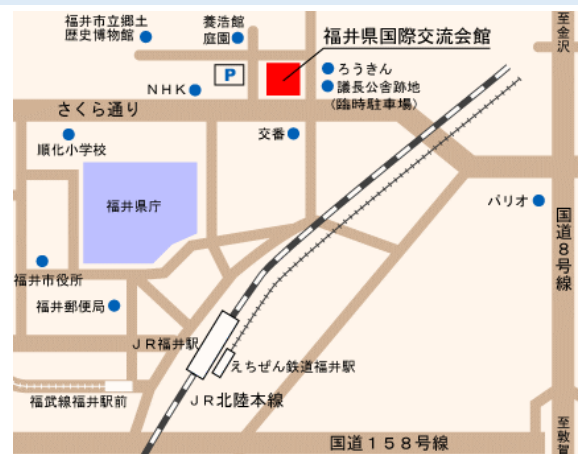 福井市立郷土
歴史博物館
養浩館
庭園
福井県国際交流会館
至金沢
P
ろうきん
NHK
議長公舎跡地
(臨時駐車場)
さくら通り
交番
順化小学校
福井県庁
パリオ
国道8号線
福井市役所
福井郵便局
JR福井駅
えちぜん鉄道福井駅
福武線福井駅前
JR北陸本線
国道158号線
至敦賀